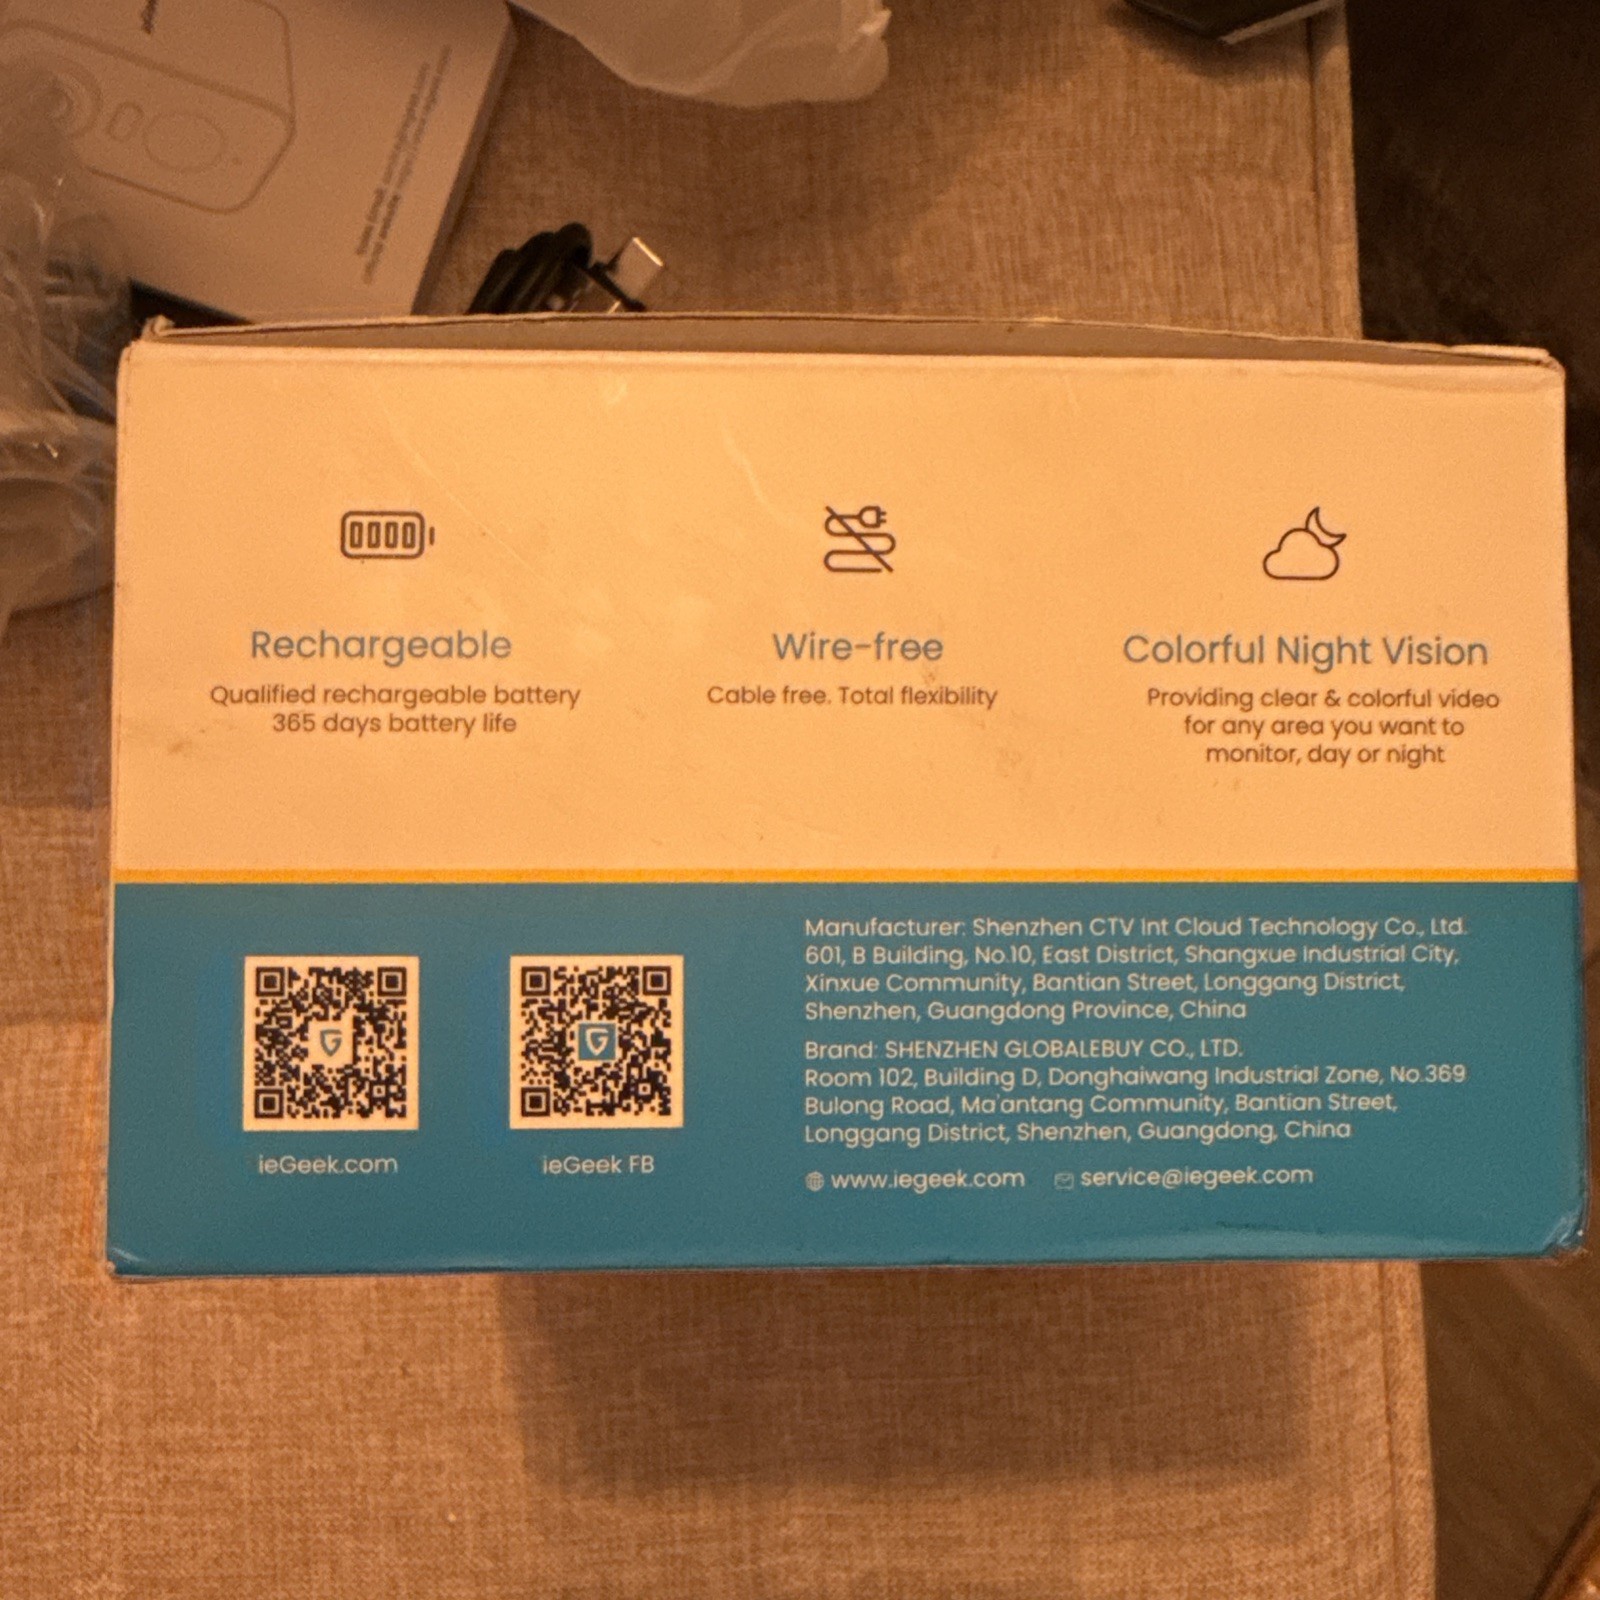 Rechargeable
Qualified rechargeable battery
365 days battery life
Wire-free
Cable free. Total flexibility
Colorful Night Vision
Providing clear & colorful video
for any area you want to
monitor, day or night
ieGeek.com
ieGeek FB
Manufacturer: Shenzhen CTV Int Cloud Technology Co., Ltd.
601, B Building, No.10, East District, Shangxue Industrial City,
Xinxue Community, Bantian Street, Longgang District,
Shenzhen, Guangdong Province, China
Brand: SHENZHEN GLOBALEBUY CO., LTD.
Room 102, Building D, Donghaiwang Industrial Zone, No.369
Bulong Road, Ma'antang Community, Bantian Street,
Longgang District, Shenzhen, Guangdong, China
www.iegeek.com service@iegeek.com